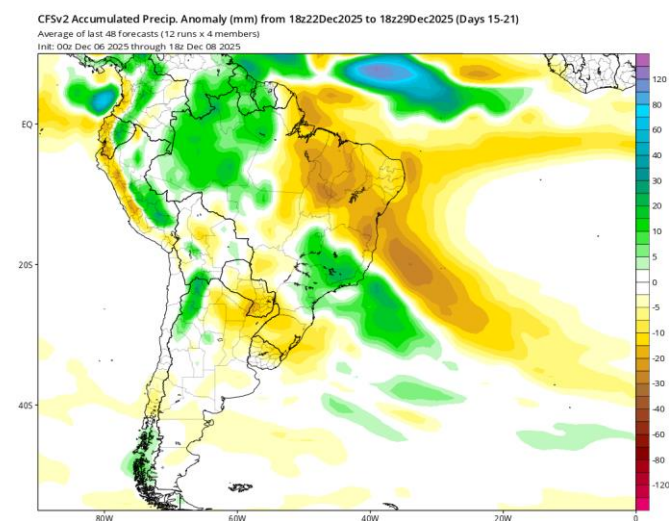 CFSv2 Accumulated Precip. Anomaly (mm) from 18z22Dec2025 to 18z29Dec2025 (Days 15-21)
Average of last 48 forecasts (12 runs x 4 members)
Init: 00z Dec 06 2025 through 18z Dec 08 2025
EQ
20S
40S
80W
60W
40W
20W
0
120
80
60
40
30
20
10
5
0
-5
-10
-20
-30
-40
-60
-80
-120